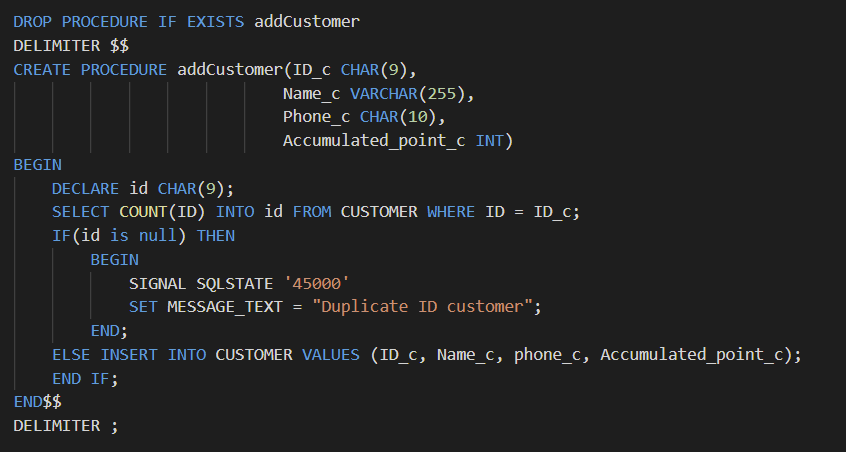 DROP PROCEDURE IF EXISTS addCustomer
DELIMITER $$
CREATE PROCEDURE addCustomer(ID_c CHAR(9),
                            Name_c VARCHAR(255),
                            Phone_c CHAR(10),
                            Accumulated_point_c INT)
BEGIN
    DECLARE id CHAR(9);
    SELECT COUNT(ID) INTO id FROM CUSTOMER WHERE ID = ID_c;
    IF(id is null) THEN
        BEGIN
            SIGNAL SQLSTATE '45000'
            SET MESSAGE_TEXT = "Duplicate ID customer";
        END;
    ELSE INSERT INTO CUSTOMER VALUES (ID_c, Name_c, phone_c, Accumulated_point_c);
    END IF;
END$$
DELIMITER ;